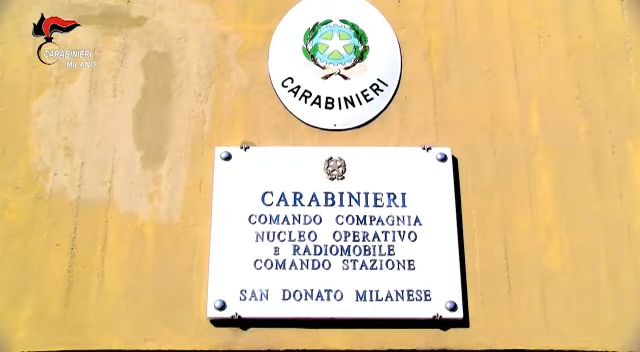 CARABINIERI
MILANO
CARABINIERI
CARABINIERI
COMANDO COMPAGNIA
NUCLEO OPERATIVO
E RADIOMOBILE
COMANDO STAZIONE
SAN DONATO MILANESE